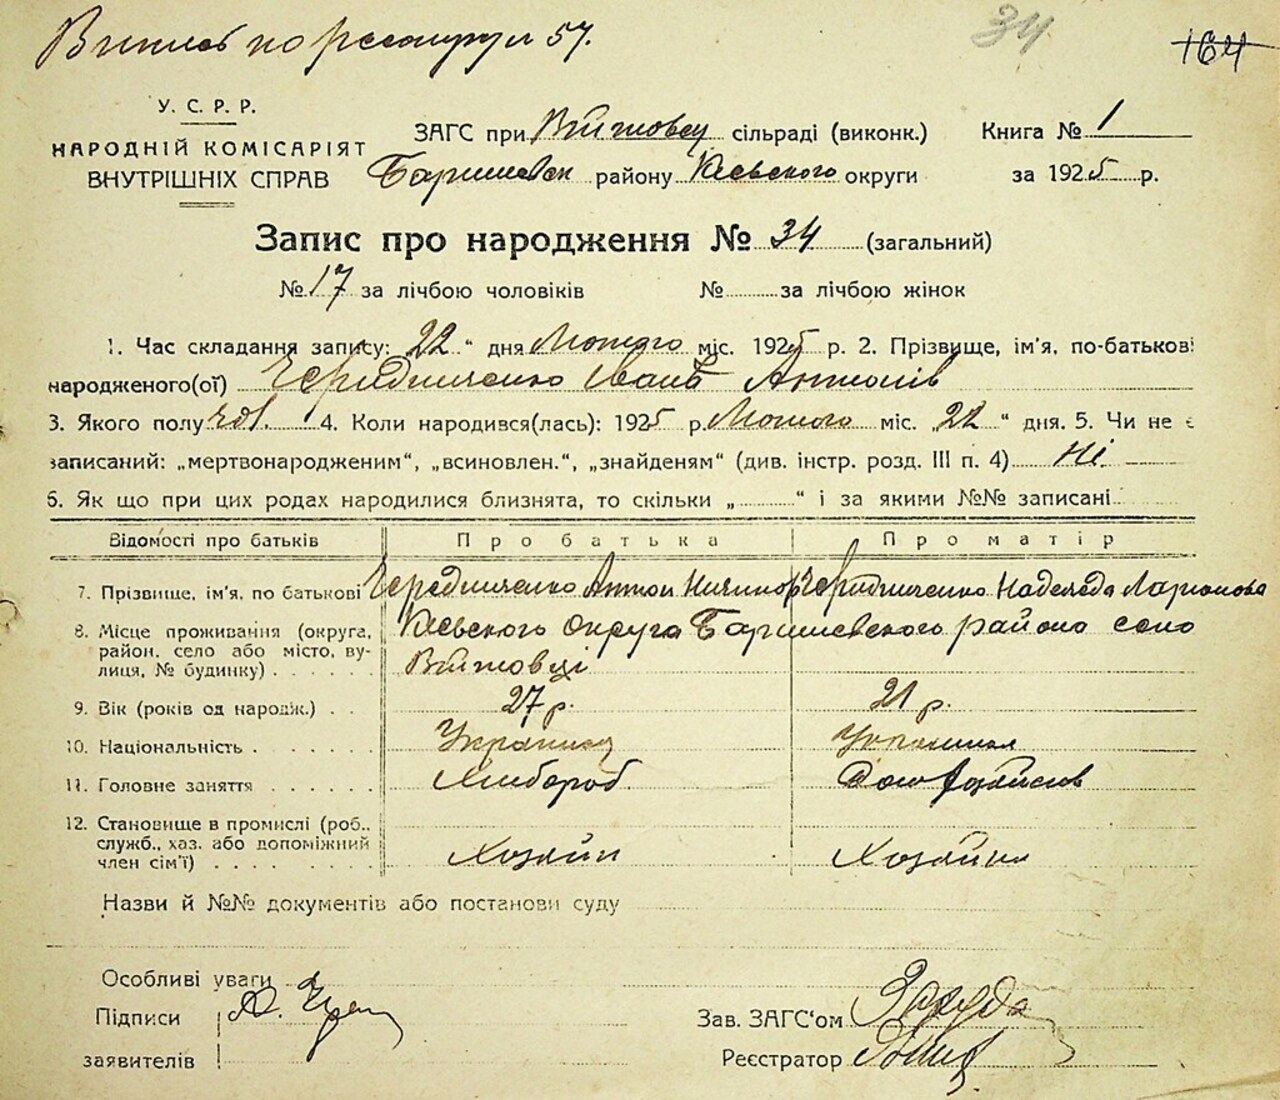 34 164
по 57.
У. С. Р. Р.
НАРОДНІЙ КОМІСАРІЯТ
ВНУТРІШНІХ СПРАВ
ЗАГС при Війтовец сільраді (виконк.) Книга № 1
Баришевск району Київського округи за 1925 р.
Запис про народження № 34 (загальний)
№ 17 за лічбою чоловіків № за лічбою жінок
1. Час складання запису: 22 " дня Лютого міс. 1925 р. 2. Прізвище, ім'я, по-батькові
народженого(ої) Чередниченко Іван Антонів
3. Якого полу чол. 4. Коли народився(лась): 1925 р. Лютого міс. „22" дня. 5. Чи не є
записаний: „мертвонародженим“, „всиновлен.“, „знайденям“ (див. інстр. розд. III п. 4) Ні
6. Як що при цих родах народилися близнята, то скільки „ “ і за якими №№ записані
Відомості про батьків Про батька Про матір
7. Прізвище, ім'я, по батькові Чередниченко Антон Ничипор Чередниченко Надежда Ларионова
8. Місце проживання (округа, район, село або місто, вулиця, № будинку) Київського Округа Баришевского району село
Війтовці
9. Вік (років од народж.) 27 р. 21 р.
10. Національність Українец Украинка
11. Головне заняття Хлібороб
12. Становище в промислі (роб., служб., хаз. або допоміжний член сім'ї) Хозяїн Хозяйка
Назви й №№ документів або постанови суду
Особливі уваги
Підписи
заявителів
Зав. ЗАГС'ом
Реєстратор